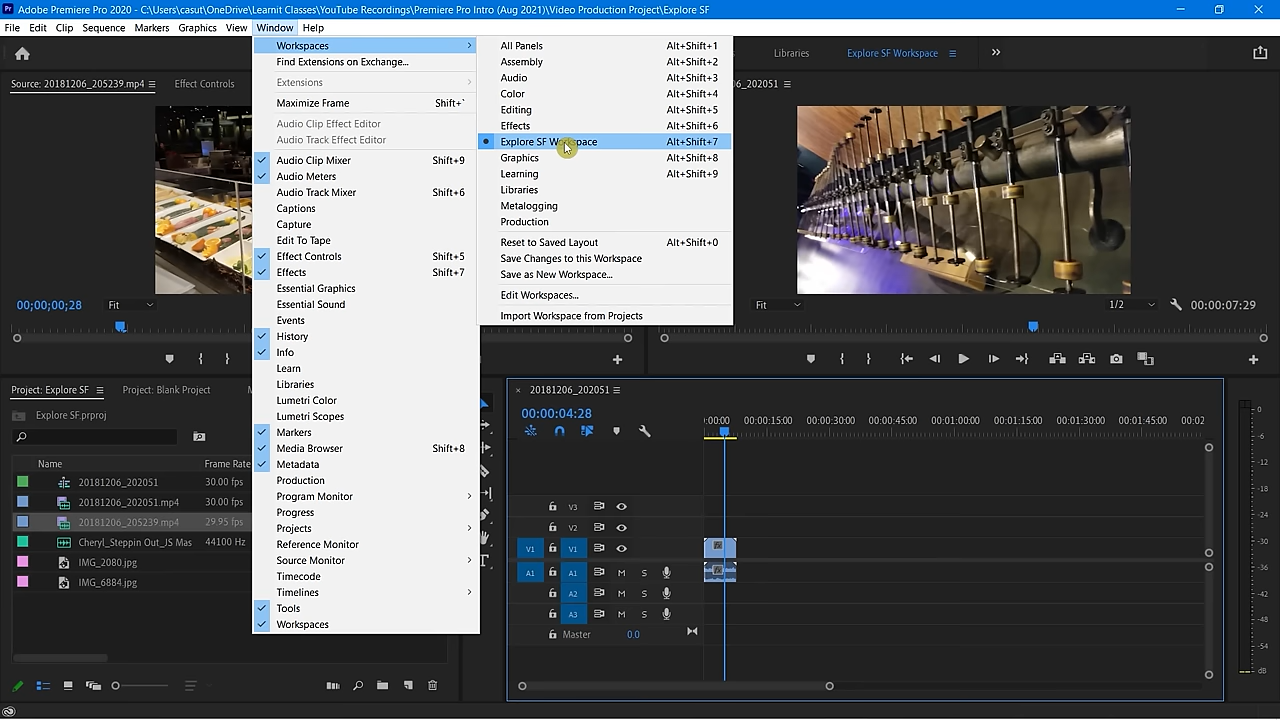 Adobe Premiere Pro 2020 - C:\Users\casut\OneDrive\Learnit Classes\YouTube Recordings\Premiere Pro Intro (Aug 2021)\Video Production Project\Explore SF
File Edit Clip Sequence Markers Graphics View Window Help
Libraries Explore SF Workspace
Source: 20181206_205239.mp4 Effect Controls
_202051
Workspaces
Find Extensions on Exchange...
Extensions
Maximize Frame Shift+`
Audio Clip Effect Editor
Audio Track Effect Editor
Audio Clip Mixer Shift+9
Audio Meters
Audio Track Mixer Shift+6
Captions
Capture
Edit To Tape
Effect Controls Shift+5
Effects Shift+7
Essential Graphics
Essential Sound
Events
History
Info
Learn
Libraries
Lumetri Color
Lumetri Scopes
Markers
Media Browser Shift+8
Metadata
Production
Program Monitor
Progress
Projects
Reference Monitor
Source Monitor
Timecode
Timelines
Tools
Workspaces
All Panels Alt+Shift+1
Assembly Alt+Shift+2
Audio Alt+Shift+3
Color Alt+Shift+4
Editing Alt+Shift+5
Effects Alt+Shift+6
Explore SF Workspace Alt+Shift+7
Graphics Alt+Shift+8
Learning Alt+Shift+9
Libraries
Metalogging
Production
Reset to Saved Layout Alt+Shift+0
Save Changes to this Workspace
Save as New Workspace...
Edit Workspaces...
Import Workspace from Projects
00;00;00;28 Fit
Fit 1/2 00:00:07:29
Project: Explore SF Project: Blank Project
Explore SF.prproj
Name Frame Rate
20181206_202051 30.00 fps
20181206_202051.mp4 30.00 fps
20181206_205239.mp4 29.95 fps
Cheryl_Steppin Out_JS Mas 44100 Hz
IMG_2080.jpg
IMG_6884.jpg
20181206_202051
00:00:04:28
:00:00 00:00:15:00 00:00:30:00 00:00:45:00 00:01:00:00 00:01:15:00 00:01:30:00 00:01:45:00 00:02
V3
V2
V1 V1
A1 A1 M S
A2 M S
A3 M S
Master 0.0
0
-6
-12
-18
-24
-30
-36
-42
-48
-54
dB